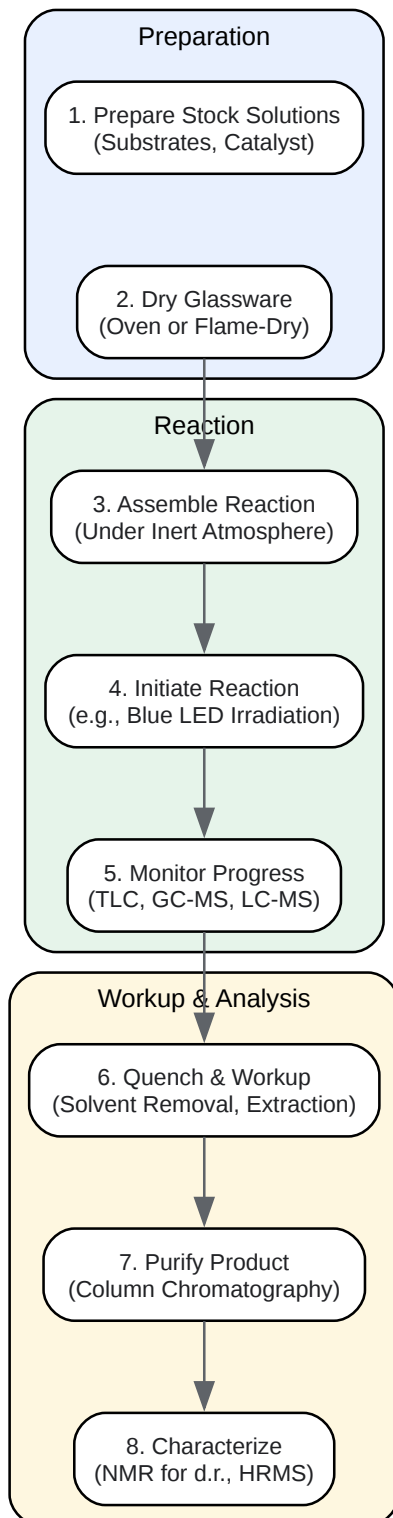 Preparation
1. Prepare Stock Solutions
(Substrates, Catalyst)
2. Dry Glassware
(Oven or Flame-Dry)
Reaction
3. Assemble Reaction
(Under Inert Atmosphere)
4. Initiate Reaction
(e.g., Blue LED Irradiation)
5. Monitor Progress
(TLC, GC-MS, LC-MS)
Workup & Analysis
6. Quench & Workup
(Solvent Removal, Extraction)
7. Purify Product
(Column Chromatography)
8. Characterize
(NMR for d.r., HRMS)